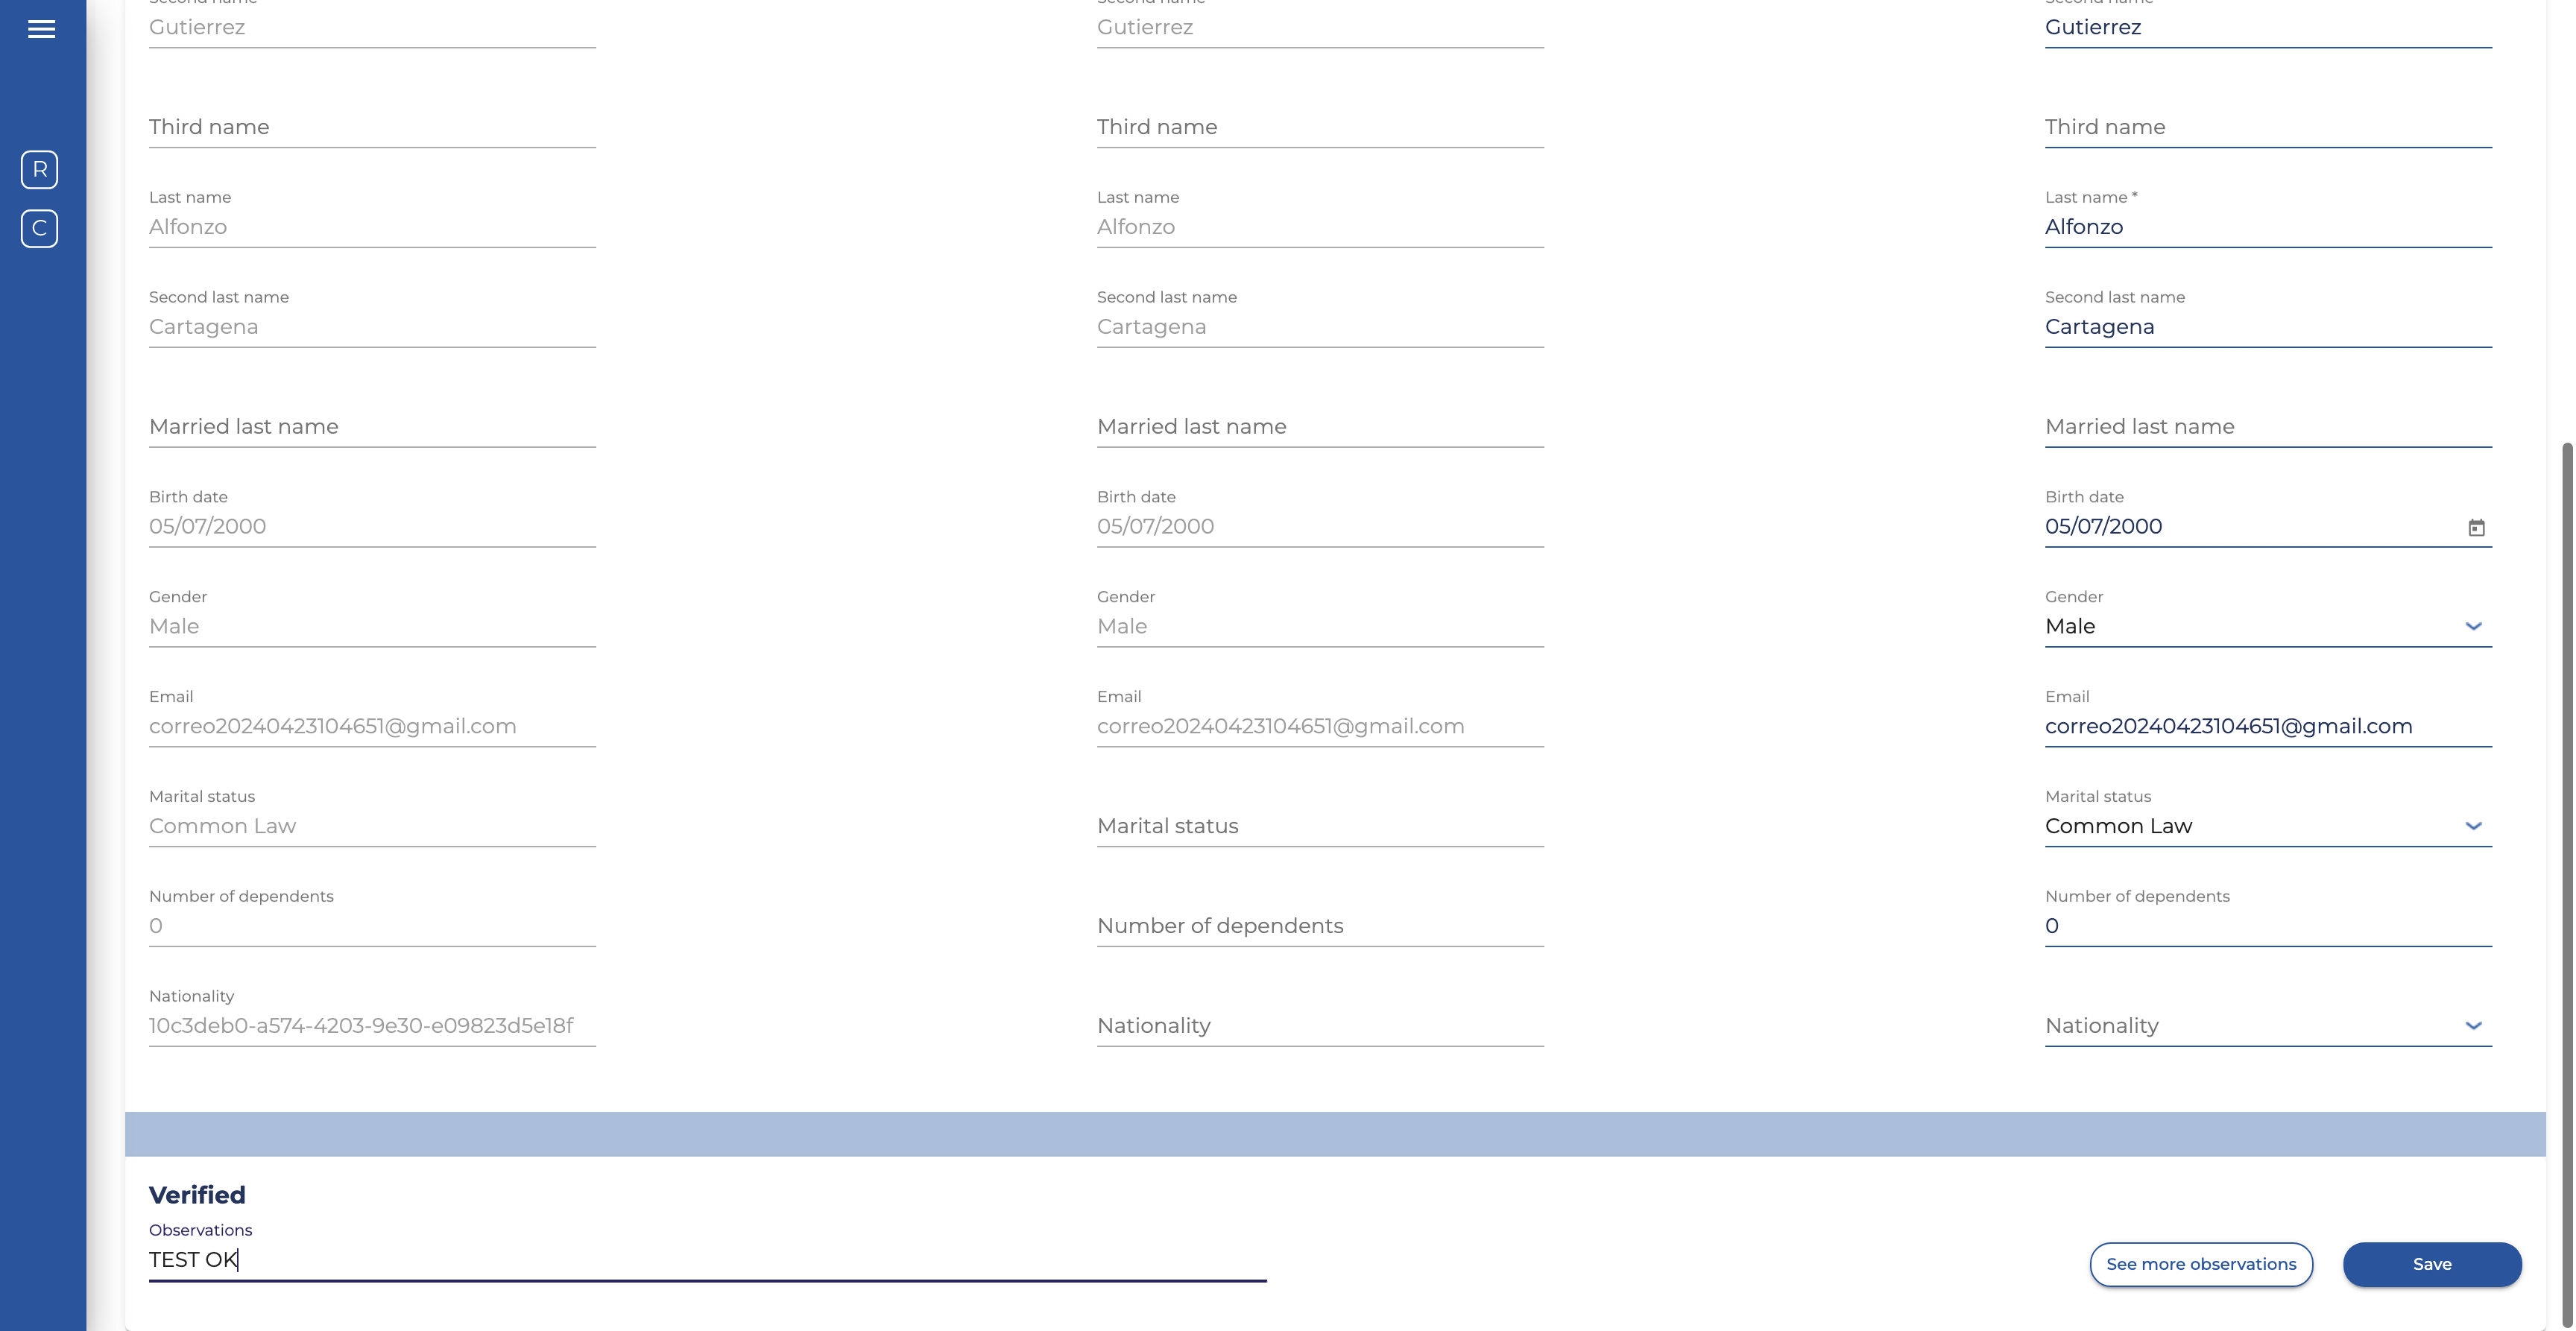 Second name Second name Second name
Gutierrez Gutierrez Gutierrez
Third name Third name Third name
R
Last name Last name Last name *
Alfonzo Alfonzo Alfonzo
C
Second last name Second last name Second last name
Cartagena Cartagena Cartagena
Married last name Married last name Married last name
Birth date Birth date Birth date
05/07/2000 05/07/2000 05/07/2000
Gender Gender Gender
Male Male Male
Email Email Email
correo20240423104651@gmail.com correo20240423104651@gmail.com correo20240423104651@gmail.com
Marital status Marital status
Common Law Marital status Common Law
Number of dependents Number of dependents
0 Number of dependents 0
Nationality
10c3deb0-a574-4203-9e30-e09823d5e18f Nationality Nationality
Verified
Observations
TEST OK
See more observations Save